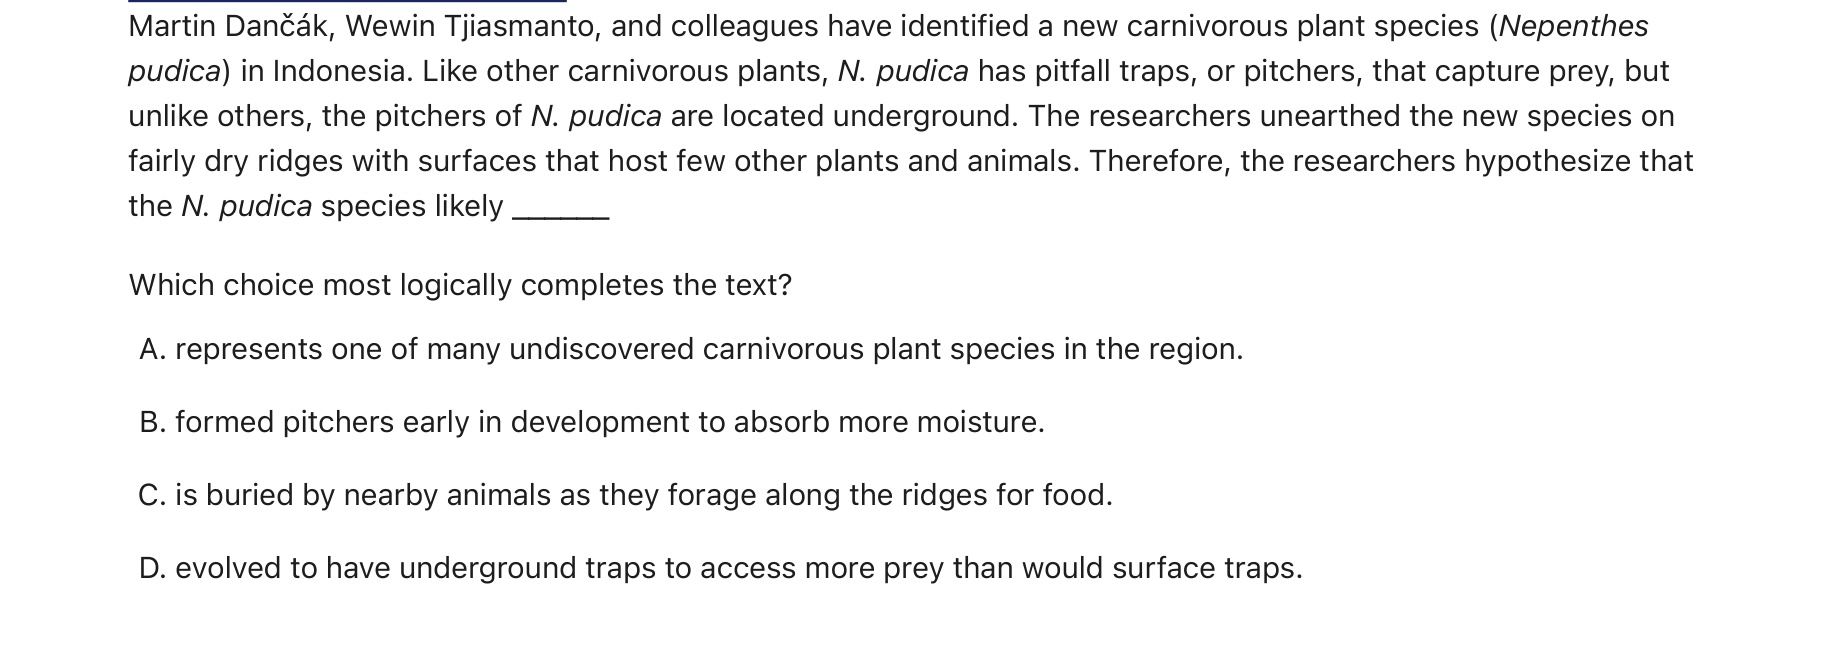 Martin Dančák, Wewin Tjiasmanto, and colleagues have identified a new carnivorous plant species (Nepenthes
pudica) in Indonesia. Like other carnivorous plants, N. pudica has pitfall traps, or pitchers, that capture prey, but
unlike others, the pitchers of N. pudica are located underground. The researchers unearthed the new species on
fairly dry ridges with surfaces that host few other plants and animals. Therefore, the researchers hypothesize that
the N. pudica species likely ______
Which choice most logically completes the text?
A. represents one of many undiscovered carnivorous plant species in the region.
B. formed pitchers early in development to absorb more moisture.
C. is buried by nearby animals as they forage along the ridges for food.
D. evolved to have underground traps to access more prey than would surface traps.